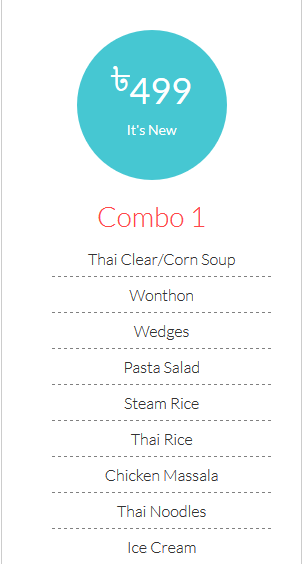 ৳499
It's New
Combo 1
Thai Clear/Corn Soup
Wonthon
Wedges
Pasta Salad
Steam Rice
Thai Rice
Chicken Massala
Thai Noodles
Ice Cream